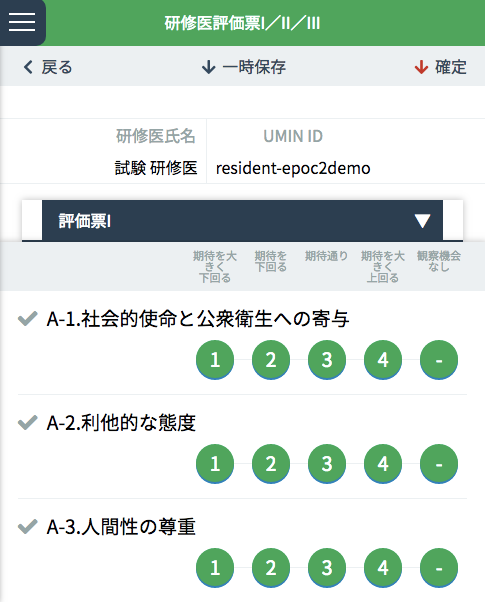 研修医評価票I／II／III
戻る
一時保存
確定
研修医氏名 UMIN ID
試験 研修医 resident-epoc2demo
評価票I ▼
期待を大きく下回る
期待を下回る
期待通り
期待を大きく上回る
観察機会なし
A-1.社会的使命と公衆衛生への寄与
1 2 3 4 -
A-2.利他的な態度
1 2 3 4 -
A-3.人間性の尊重
1 2 3 4 -